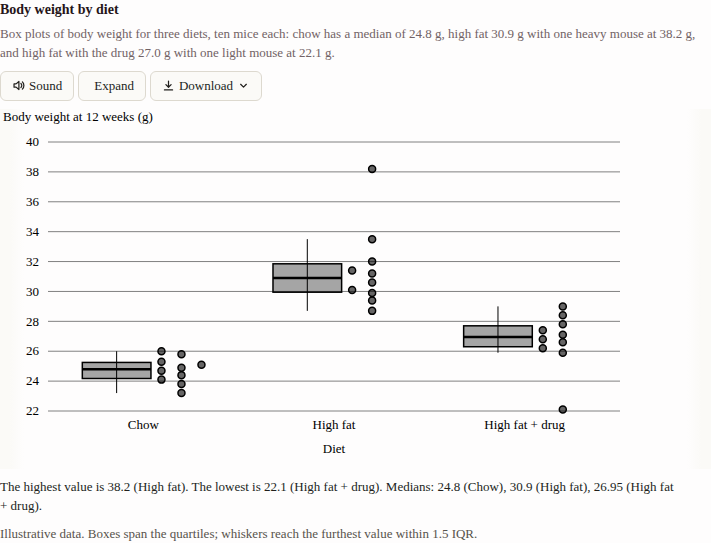 Body weight by diet
Box plots of body weight for three diets, ten mice each: chow has a median of 24.8 g, high fat 30.9 g with one heavy mouse at 38.2 g,
and high fat with the drug 27.0 g with one light mouse at 22.1 g.
Sound Expand Download
Body weight at 12 weeks (g)
40
38
36
34
32
30
28
26
24
22
Chow High fat High fat + drug
Diet
The highest value is 38.2 (High fat). The lowest is 22.1 (High fat + drug). Medians: 24.8 (Chow), 30.9 (High fat), 26.95 (High fat
+ drug).
Illustrative data. Boxes span the quartiles; whiskers reach the furthest value within 1.5 IQR.